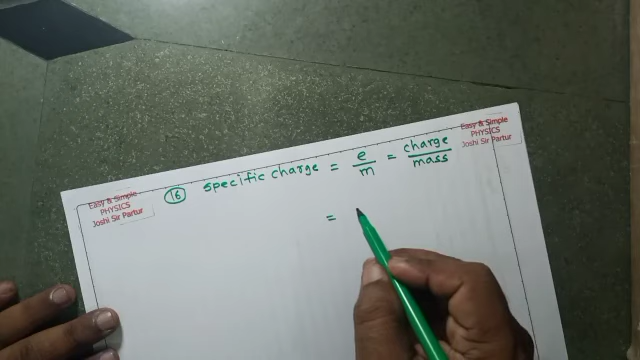 Easy & Simple
PHYSICS
Joshi Sir Partur
(16) Specific charge = e/m = charge/mass
=
Easy & Simple
PHYSICS
Joshi Sir Partur